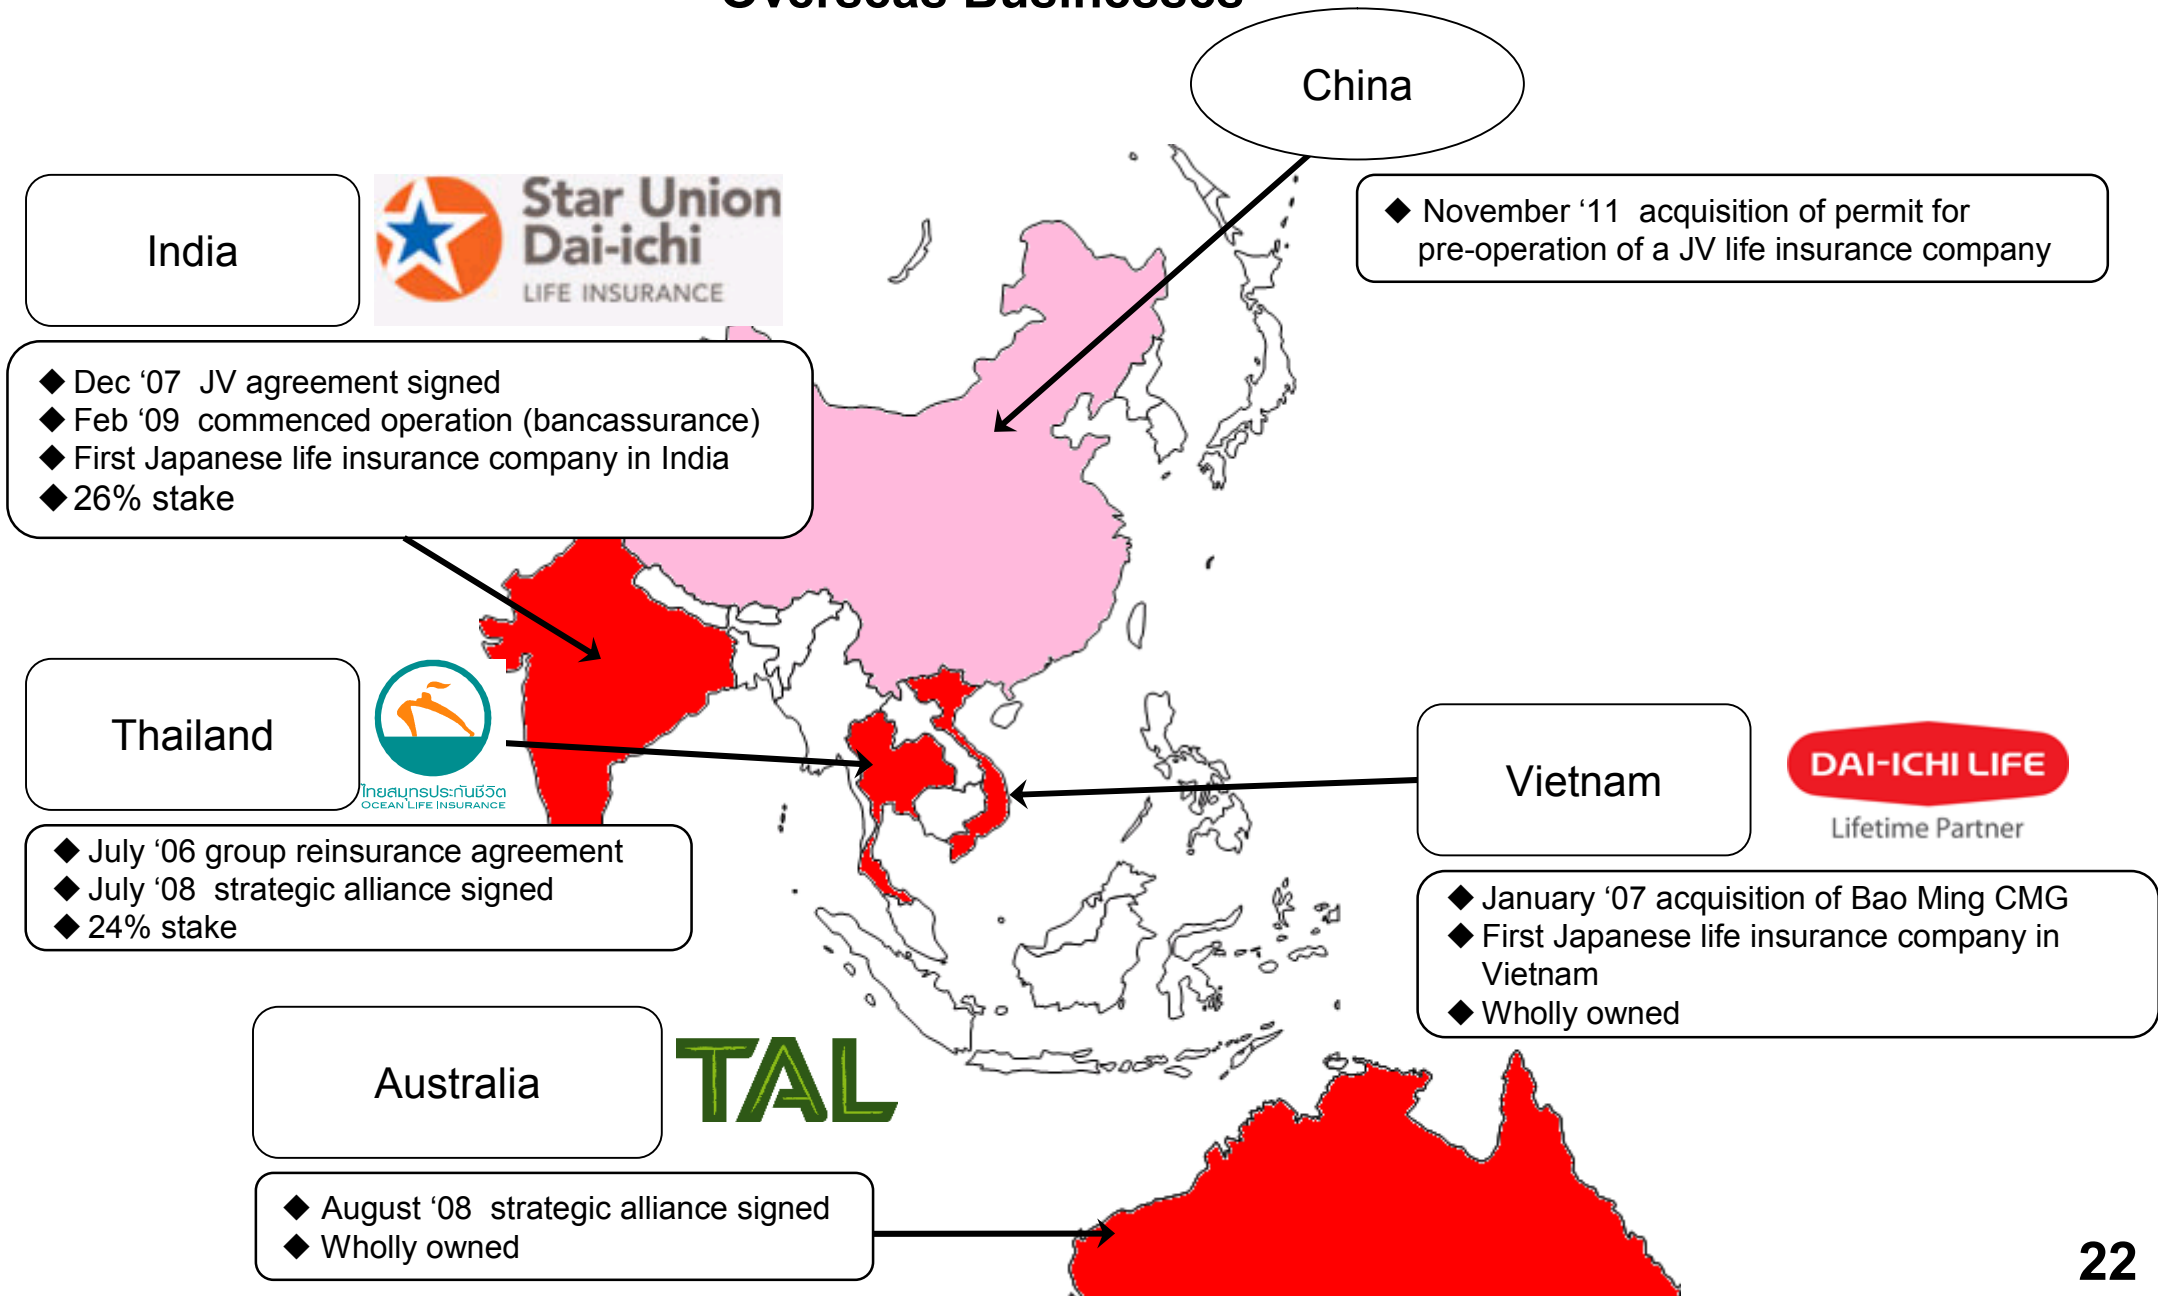 Overseas Businesses
China
◆ November ‘11 acquisition of permit for
pre-operation of a JV life insurance company
India
Star Union
Dai-ichi
LIFE INSURANCE
◆ Dec ‘07 JV agreement signed
◆ Feb ‘09 commenced operation (bancassurance)
◆ First Japanese life insurance company in India
◆ 26% stake
Thailand
ไทยสมุทรประกันชีวิต
OCEAN LIFE INSURANCE
◆ July ‘06 group reinsurance agreement
◆ July ‘08 strategic alliance signed
◆ 24% stake
Vietnam
DAI-ICHI LIFE
Lifetime Partner
◆ January ‘07 acquisition of Bao Ming CMG
◆ First Japanese life insurance company in
Vietnam
◆ Wholly owned
Australia
TAL
◆ August ‘08 strategic alliance signed
◆ Wholly owned
22